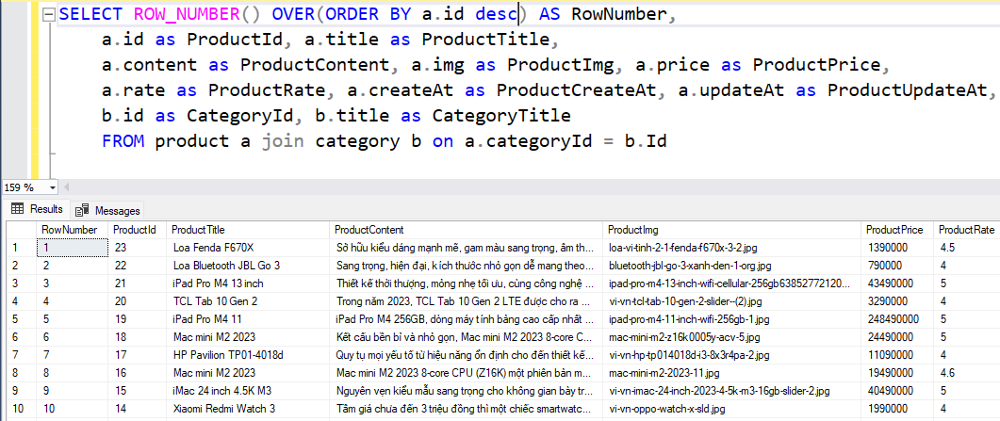 SELECT ROW_NUMBER() OVER(ORDER BY a.id desc) AS RowNumber,
a.id as ProductId, a.title as ProductTitle,
a.content as ProductContent, a.img as ProductImg, a.price as ProductPrice,
a.rate as ProductRate, a.createAt as ProductCreateAt, a.updateAt as ProductUpdateAt,
b.id as CategoryId, b.title as CategoryTitle
FROM product a join category b on a.categoryId = b.Id
159 %
Results Messages
RowNumber ProductId ProductTitle ProductContent ProductImg ProductPrice ProductRate
1 1 23 Loa Fenda F670X Sở hữu kiểu dáng mạnh mẽ, gam màu sang trọng, âm th... loa-vi-tinh-2-1-fenda-f670x-3-2.jpg 1390000 4.5
2 2 22 Loa Bluetooth JBL Go 3 Sang trọng, hiện đại, kích thước nhỏ gọn dễ mang theo... bluetooth-jbl-go-3-xanh-den-1-org.jpg 790000 4
3 3 21 iPad Pro M4 13 inch Thiết kế thời thượng, mỏng nhẹ tối ưu, cùng công nghệ ... ipad-pro-m4-13-inch-wifi-cellular-256gb63852772120... 43490000 5
4 4 20 TCL Tab 10 Gen 2 Trong năm 2023, TCL Tab 10 Gen 2 LTE được cho ra ... vi-vn-tcl-tab-10-gen-2-slider--(2).jpg 3290000 4
5 5 19 iPad Pro M4 11 iPad Pro M4 256GB, dòng máy tính bảng cao cấp nhất ... ipad-pro-m4-11-inch-wifi-256gb-1.jpg 248490000 5
6 6 18 Mac mini M2 2023 Kết cấu bền bỉ và nhỏ gọn, Mac mini M2 2023 8-core C... mac-mini-m2-z16k0005y-acv-5.jpg 24490000 5
7 7 17 HP Pavilion TP01-4018d Quy tụ mọi yếu tố từ hiệu năng ổn định cho đến thiết kế... vi-vn-hp-tp014018d-i3-8x3r4pa-2.jpg 11090000 4
8 8 16 Mac mini M2 2023 Mac mini M2 2023 8-core CPU (Z16K) một phiên bản m... mac-mini-m2-2023-11.jpg 19490000 4.6
9 9 15 iMac 24 inch 4.5K M3 Nguyên vẹn kiểu mẫu sang trọng cho không gian bày tr... vi-vn-imac-24-inch-2023-4-5k-m3-16gb-slider-2.jpg 40490000 5
10 10 14 Xiaomi Redmi Watch 3 Tầm giá chưa đến 3 triệu đồng thì một chiếc smartwatc... vi-vn-oppo-watch-x-sld.jpg 1990000 4